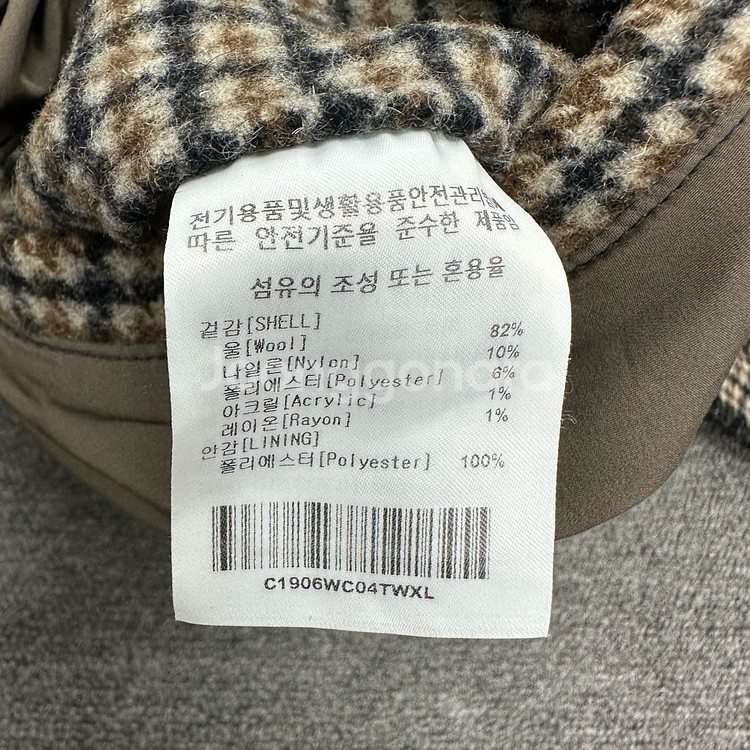 전기용품및생활용품안전관리법에
따른 안전기준을 준수한 제품임
섬유의 조성 또는 혼용율
겉감[SHELL]
울[Wool] 82%
나일론[Nylon] 10%
폴리에스터[Polyester] 6%
아크릴[Acrylic] 1%
레이온[Rayon] 1%
안감[LINING]
폴리에스터[Polyester] 100%
C1906WC04TWXL